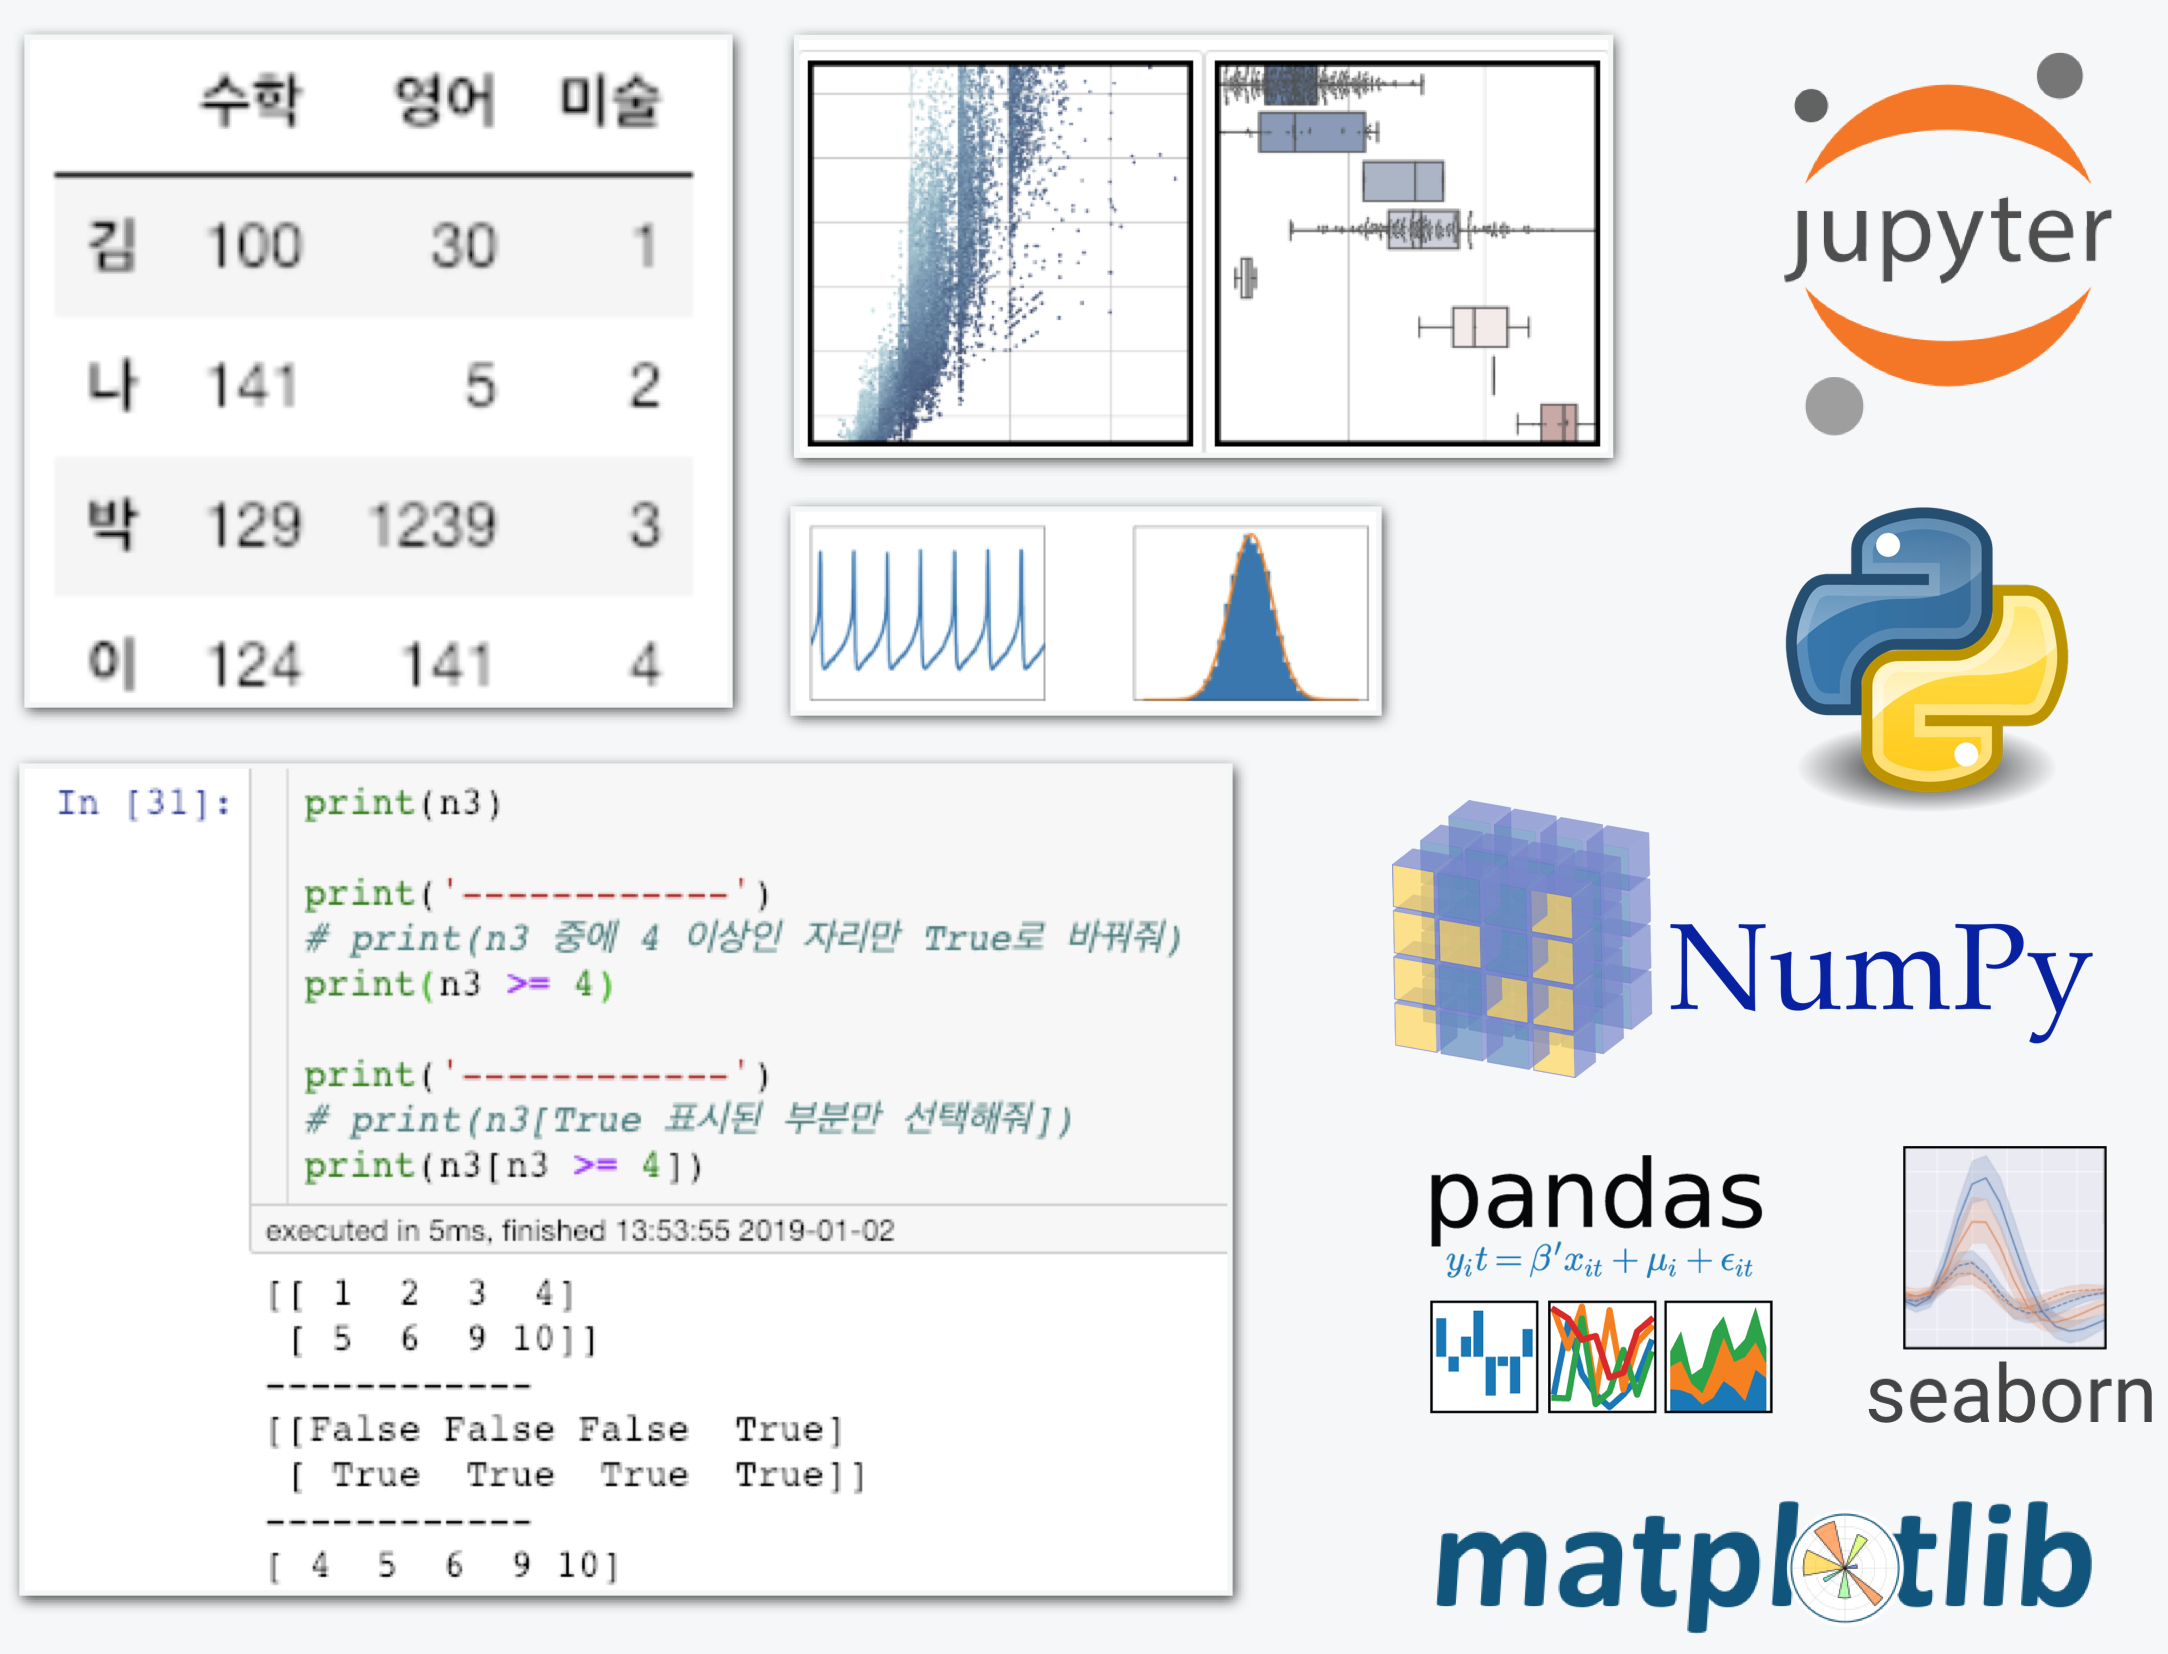 수학 영어 미술
김 100 30 1
나 141 5 2
박 129 1239 3
이 124 141 4
jupyter
In [31]:
print(n3)
print('------------')
# print(n3 중에 4 이상인 자리만 True로 바꿔줘)
print(n3 >= 4)
print('------------')
# print(n3[True 표시된 부분만 선택해줘])
print(n3[n3 >= 4])
executed in 5ms, finished 13:53:55 2019-01-02
[[ 1 2 3 4]
[ 5 6 9 10]]
------------
[[False False False True]
[ True True True True]]
------------
[ 4 5 6 9 10]
NumPy
pandas
y_i t = β′x_{it} + μ_i + ϵ_{it}
seaborn
matplotlib